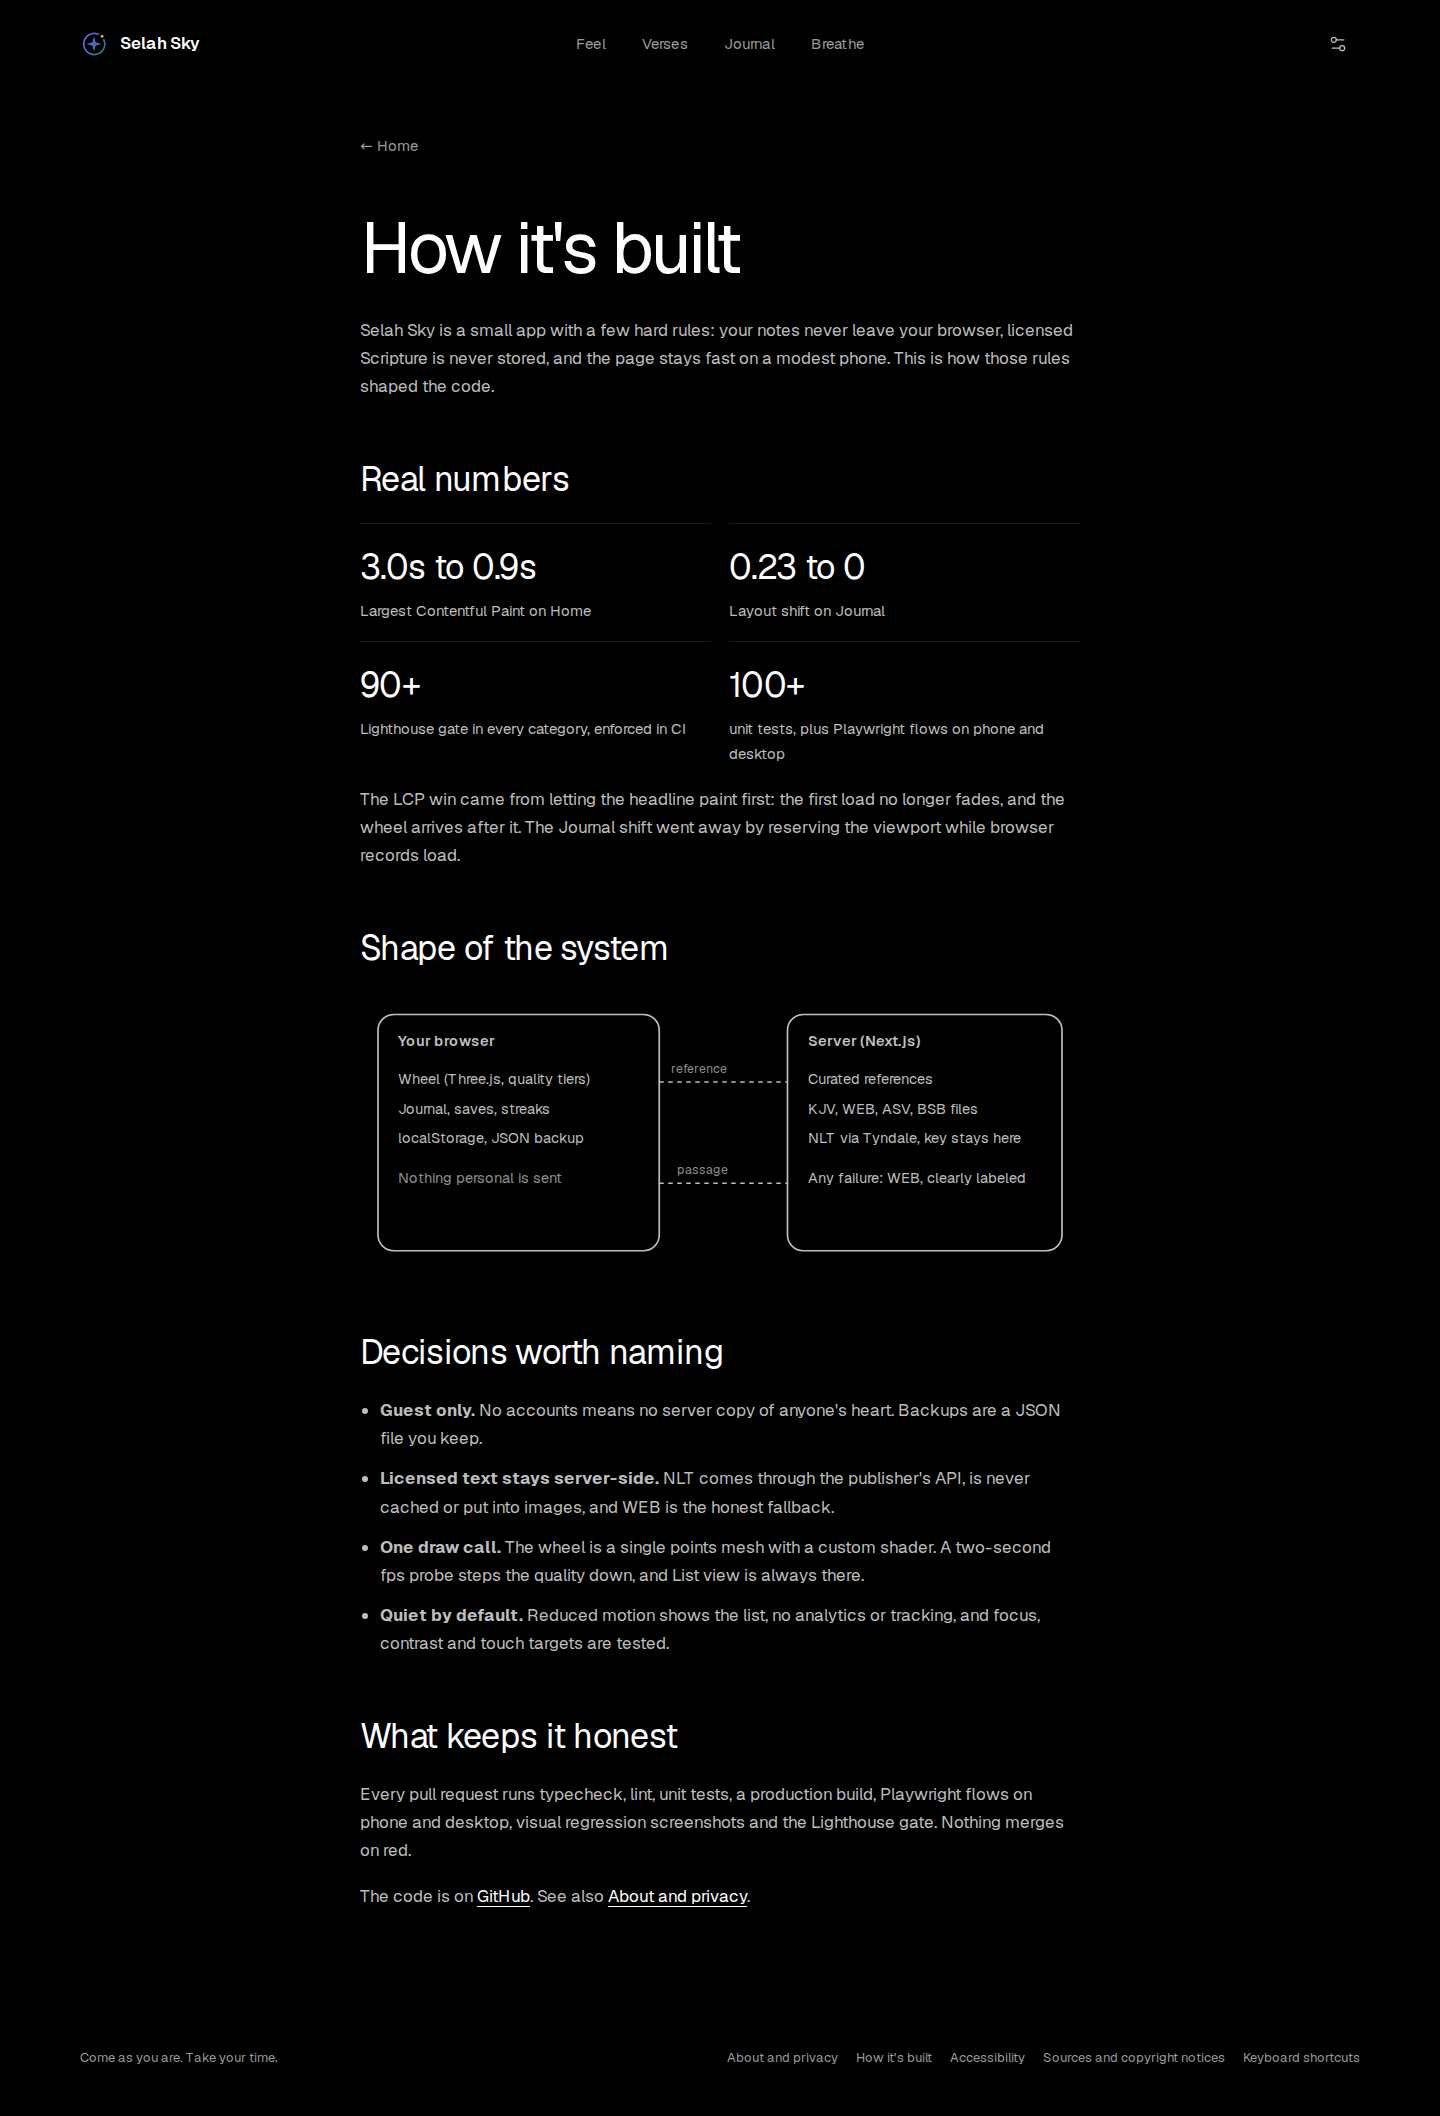 Selah Sky
Feel
Verses
Journal
Breathe
← Home
How it's built
Selah Sky is a small app with a few hard rules: your notes never leave your browser, licensed
Scripture is never stored, and the page stays fast on a modest phone. This is how those rules
shaped the code.
Real numbers
3.0s to 0.9s
Largest Contentful Paint on Home
0.23 to 0
Layout shift on Journal
90+
Lighthouse gate in every category, enforced in CI
100+
unit tests, plus Playwright flows on phone and
desktop
The LCP win came from letting the headline paint first: the first load no longer fades, and the
wheel arrives after it. The Journal shift went away by reserving the viewport while browser
records load.
Shape of the system
Your browser
Wheel (Three.js, quality tiers)
Journal, saves, streaks
localStorage, JSON backup
Nothing personal is sent
reference
passage
Server (Next.js)
Curated references
KJV, WEB, ASV, BSB files
NLT via Tyndale, key stays here
Any failure: WEB, clearly labeled
Decisions worth naming
• Guest only. No accounts means no server copy of anyone's heart. Backups are a JSON
file you keep.
• Licensed text stays server-side. NLT comes through the publisher's API, is never
cached or put into images, and WEB is the honest fallback.
• One draw call. The wheel is a single points mesh with a custom shader. A two-second
fps probe steps the quality down, and List view is always there.
• Quiet by default. Reduced motion shows the list, no analytics or tracking, and focus,
contrast and touch targets are tested.
What keeps it honest
Every pull request runs typecheck, lint, unit tests, a production build, Playwright flows on
phone and desktop, visual regression screenshots and the Lighthouse gate. Nothing merges
on red.
The code is on GitHub. See also About and privacy.
Come as you are. Take your time.
About and privacy
How it's built
Accessibility
Sources and copyright notices
Keyboard shortcuts